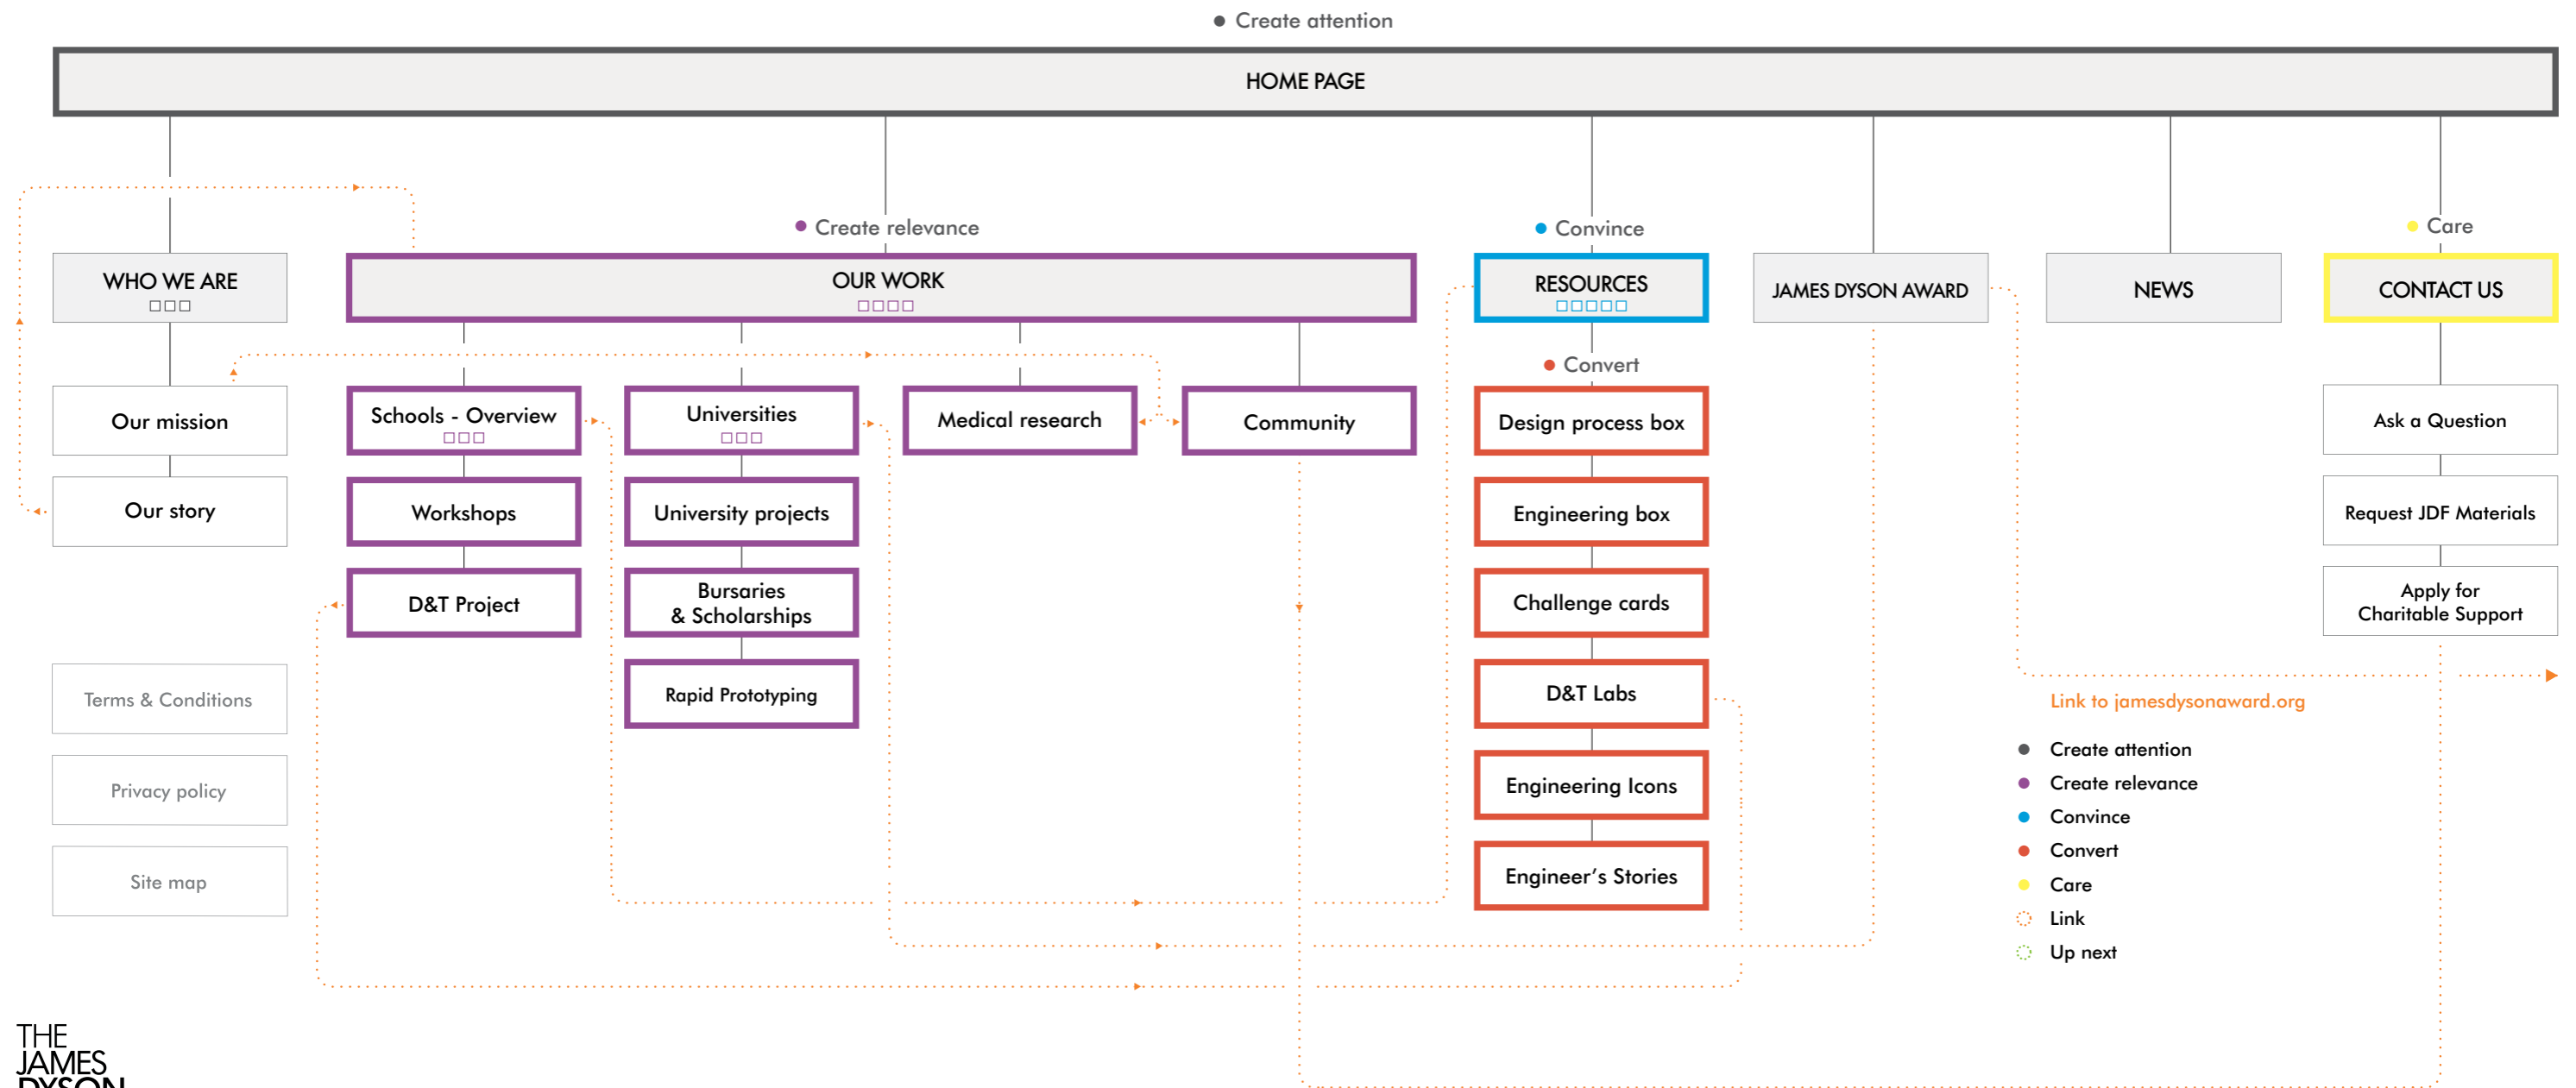 Create attention
HOME PAGE
Create relevance
Convince
Care
WHO WE ARE
OUR WORK
RESOURCES
JAMES DYSON AWARD
NEWS
CONTACT US
Convert
Our mission
Schools - Overview
Universities
Medical research
Community
Design process box
Ask a Question
Our story
Workshops
University projects
Engineering box
Request JDF Materials
D&T Project
Bursaries
& Scholarships
Challenge cards
Apply for
Charitable Support
Terms & Conditions
Rapid Prototyping
D&T Labs
Link to jamesdysonaward.org
Privacy policy
Engineering Icons
Site map
Engineer's Stories
Create attention
Create relevance
Convince
Convert
Care
Link
Up next
THE
JAMES
DYSON